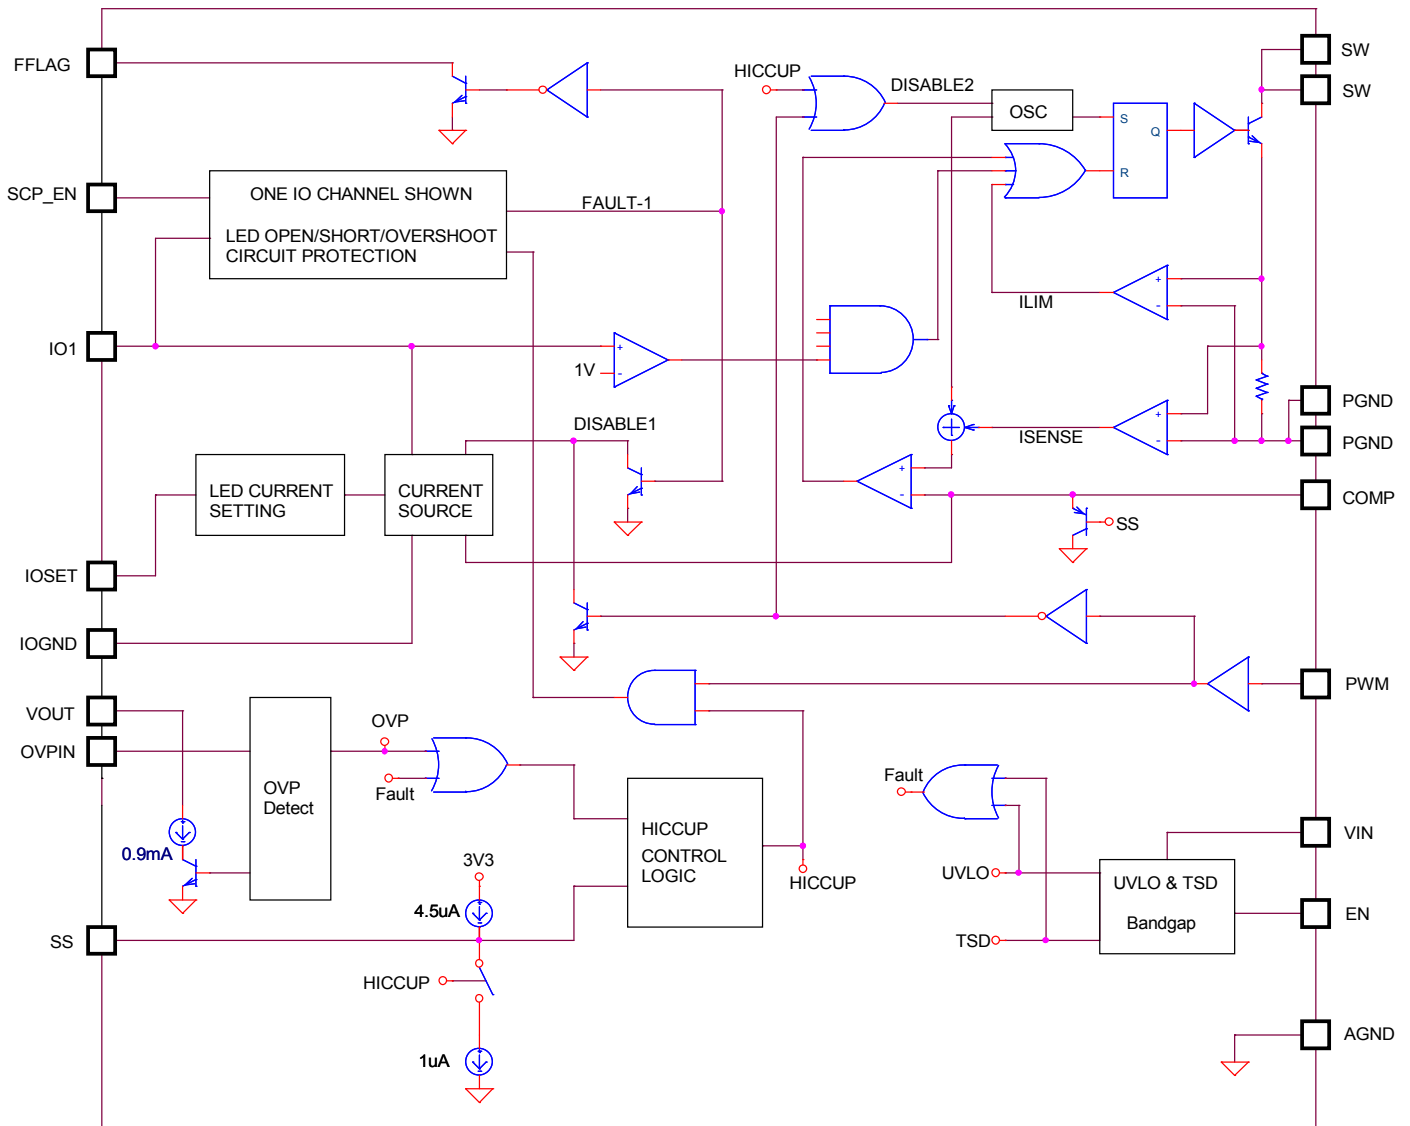 FFLAG
HICCUP
DISABLE2
SW
SW
OSC
S
Q
R
SCP_EN
ONE IO CHANNEL SHOWN
LED OPEN/SHORT/OVERSHOOT
CIRCUIT PROTECTION
FAULT-1
+
-
ILIM
IO1
+
-
1V
PGND
PGND
+
-
ISENSE
DISABLE1
LED CURRENT
SETTING
CURRENT
SOURCE
+
-
COMP
SS
IOSET
IOGND
PWM
VOUT
OVPIN
OVP
Fault
OVP
Detect
0.9mA
HICCUP
CONTROL
LOGIC
HICCUP
Fault
VIN
UVLO
UVLO & TSD
Bandgap
EN
TSD
3V3
4.5uA
SS
HICCUP
1uA
AGND